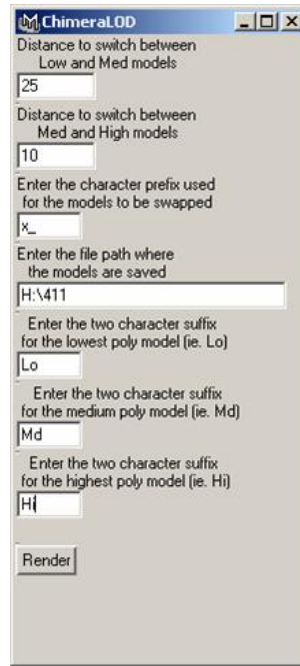 ChimeraLOD
Distance to switch between
Low and Med models
25
Distance to switch between
Med and High models
10
Enter the character prefix used
for the models to be swapped
x_
Enter the file path where
the models are saved
H:\411
Enter the two character suffix
for the lowest poly model (ie. Lo)
Lo
Enter the two character suffix
for the medium poly model (ie. Md)
Md
Enter the two character suffix
for the highest poly model (ie. Hi)
Hi
Render